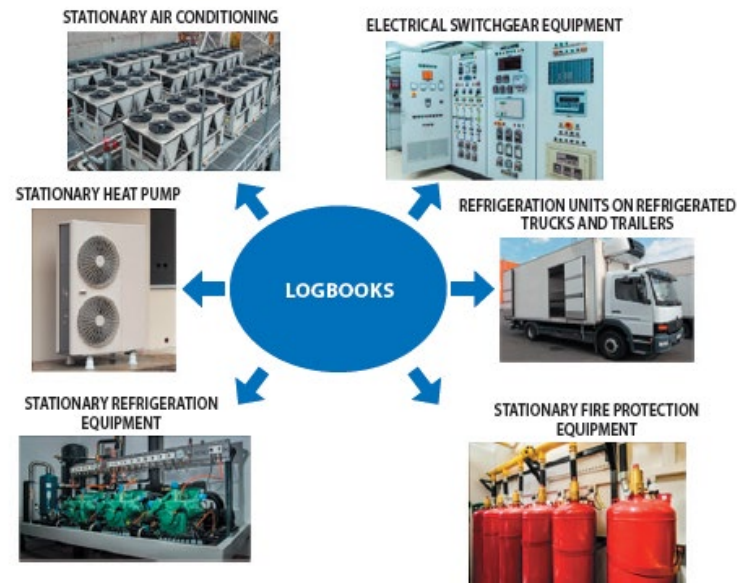 STATIONARY AIR CONDITIONING
ELECTRICAL SWITCHGEAR EQUIPMENT
STATIONARY HEAT PUMP
REFRIGERATION UNITS ON REFRIGERATED
TRUCKS AND TRAILERS
LOGBOOKS
STATIONARY REFRIGERATION
EQUIPMENT
STATIONARY FIRE PROTECTION
EQUIPMENT